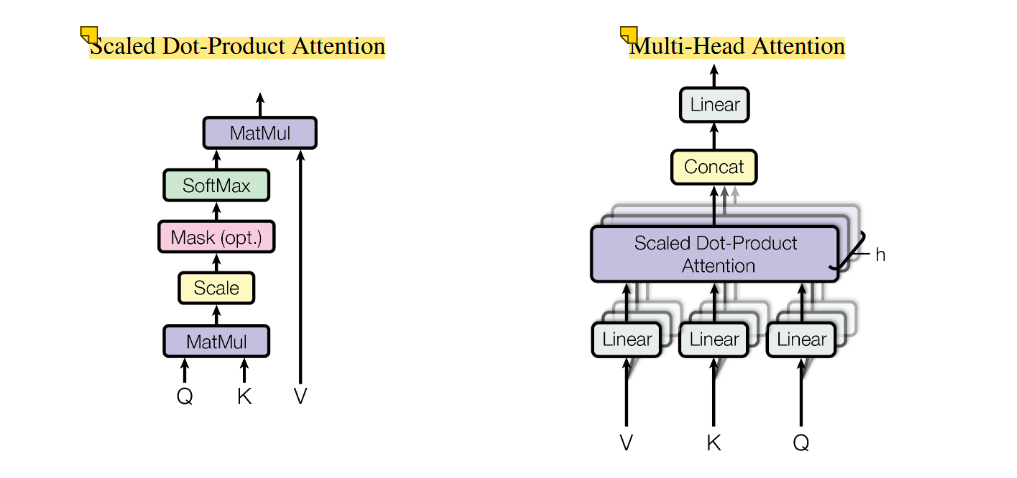 Scaled Dot-Product Attention
MatMul
SoftMax
Mask (opt.)
Scale
MatMul
Q K V
Multi-Head Attention
Linear
Concat
Scaled Dot-Product
Attention
h
Linear Linear Linear
V K Q